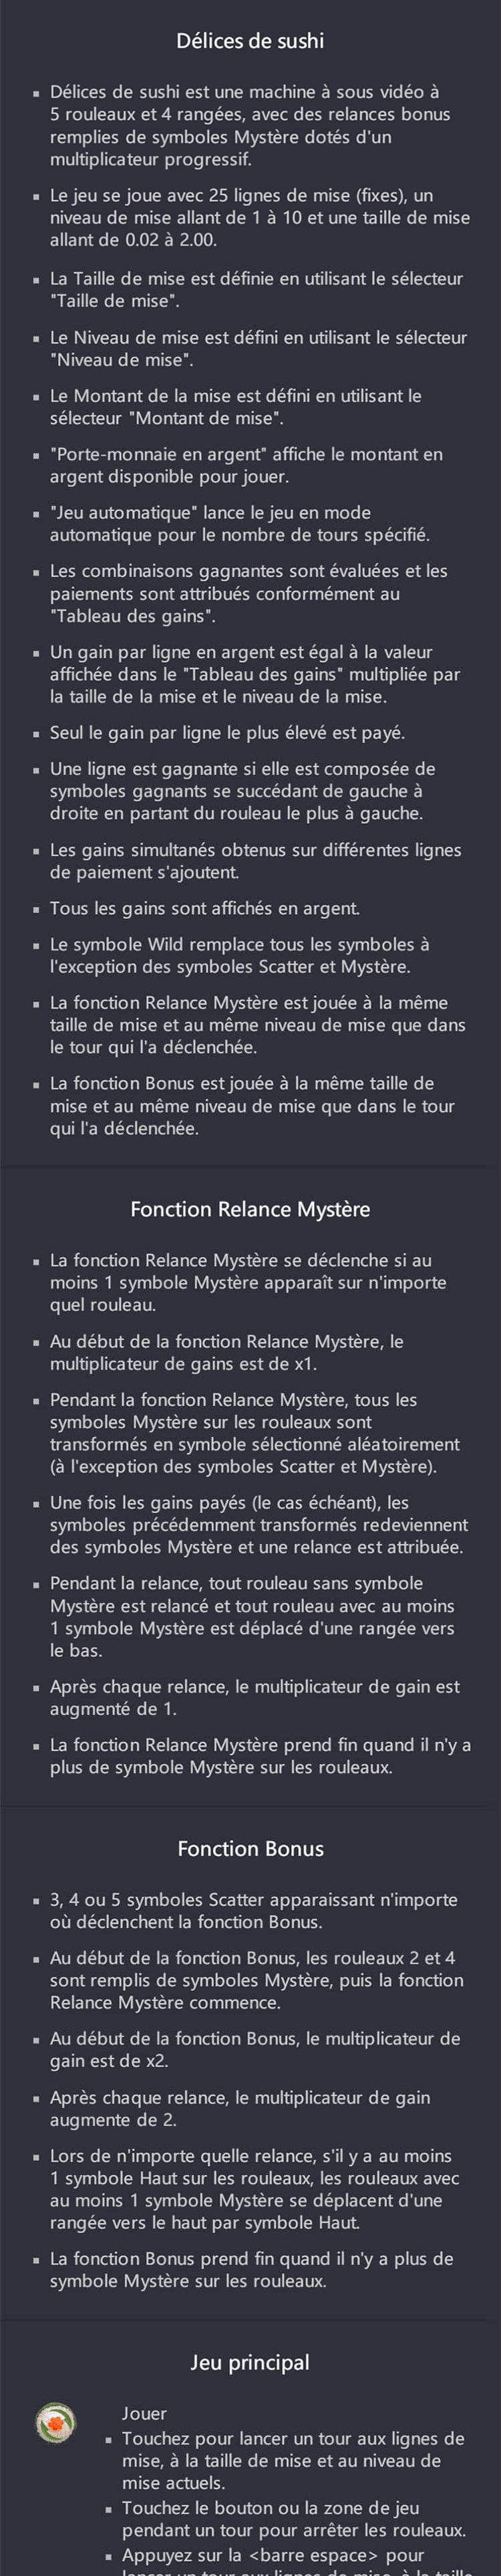 Délices de sushi
▪ Délices de sushi est une machine à sous vidéo à
5 rouleaux et 4 rangées, avec des relances bonus
remplies de symboles Mystère dotés d'un
multiplicateur progressif.
▪ Le jeu se joue avec 25 lignes de mise (fixes), un
niveau de mise allant de 1 à 10 et une taille de mise
allant de 0.02 à 2.00.
▪ La Taille de mise est définie en utilisant le sélecteur
"Taille de mise".
▪ Le Niveau de mise est défini en utilisant le sélecteur
"Niveau de mise".
▪ Le Montant de la mise est défini en utilisant le
sélecteur "Montant de mise".
▪ "Porte-monnaie en argent" affiche le montant en
argent disponible pour jouer.
▪ "Jeu automatique" lance le jeu en mode
automatique pour le nombre de tours spécifié.
▪ Les combinaisons gagnantes sont évaluées et les
paiements sont attribués conformément au
"Tableau des gains".
▪ Un gain par ligne en argent est égal à la valeur
affichée dans le "Tableau des gains" multipliée par
la taille de la mise et le niveau de la mise.
▪ Seul le gain par ligne le plus élevé est payé.
▪ Une ligne est gagnante si elle est composée de
symboles gagnants se succédant de gauche à
droite en partant du rouleau le plus à gauche.
▪ Les gains simultanés obtenus sur différentes lignes
de paiement s'ajoutent.
▪ Tous les gains sont affichés en argent.
▪ Le symbole Wild remplace tous les symboles à
l'exception des symboles Scatter et Mystère.
▪ La fonction Relance Mystère est jouée à la même
taille de mise et au même niveau de mise que dans
le tour qui l'a déclenchée.
▪ La fonction Bonus est jouée à la même taille de
mise et au même niveau de mise que dans le tour
qui l'a déclenchée.
Fonction Relance Mystère
▪ La fonction Relance Mystère se déclenche si au
moins 1 symbole Mystère apparaît sur n'importe
quel rouleau.
▪ Au début de la fonction Relance Mystère, le
multiplicateur de gains est de x1.
▪ Pendant la fonction Relance Mystère, tous les
symboles Mystère sur les rouleaux sont
transformés en symbole sélectionné aléatoirement
(à l'exception des symboles Scatter et Mystère).
▪ Une fois les gains payés (le cas échéant), les
symboles précédemment transformés redeviennent
des symboles Mystère et une relance est attribuée.
▪ Pendant la relance, tout rouleau sans symbole
Mystère est relancé et tout rouleau avec au moins
1 symbole Mystère est déplacé d'une rangée vers
le bas.
▪ Après chaque relance, le multiplicateur de gain est
augmenté de 1.
▪ La fonction Relance Mystère prend fin quand il n'y a
plus de symbole Mystère sur les rouleaux.
Fonction Bonus
▪ 3, 4 ou 5 symboles Scatter apparaissant n'importe
où déclenchent la fonction Bonus.
▪ Au début de la fonction Bonus, les rouleaux 2 et 4
sont remplis de symboles Mystère, puis la fonction
Relance Mystère commence.
▪ Au début de la fonction Bonus, le multiplicateur de
gain est de x2.
▪ Après chaque relance, le multiplicateur de gain
augmente de 2.
▪ Lors de n'importe quelle relance, s'il y a au moins
1 symbole Haut sur les rouleaux, les rouleaux avec
au moins 1 symbole Mystère se déplacent d'une
rangée vers le haut par symbole Haut.
▪ La fonction Bonus prend fin quand il n'y a plus de
symbole Mystère sur les rouleaux.
Jeu principal
Jouer
▪ Touchez pour lancer un tour aux lignes de
mise, à la taille de mise et au niveau de
mise actuels.
▪ Touchez le bouton ou la zone de jeu
pendant un tour pour arrêter les rouleaux.
▪ Appuyez sur la <barre espace> pour
lancer un tour aux lignes de mise, à la taille